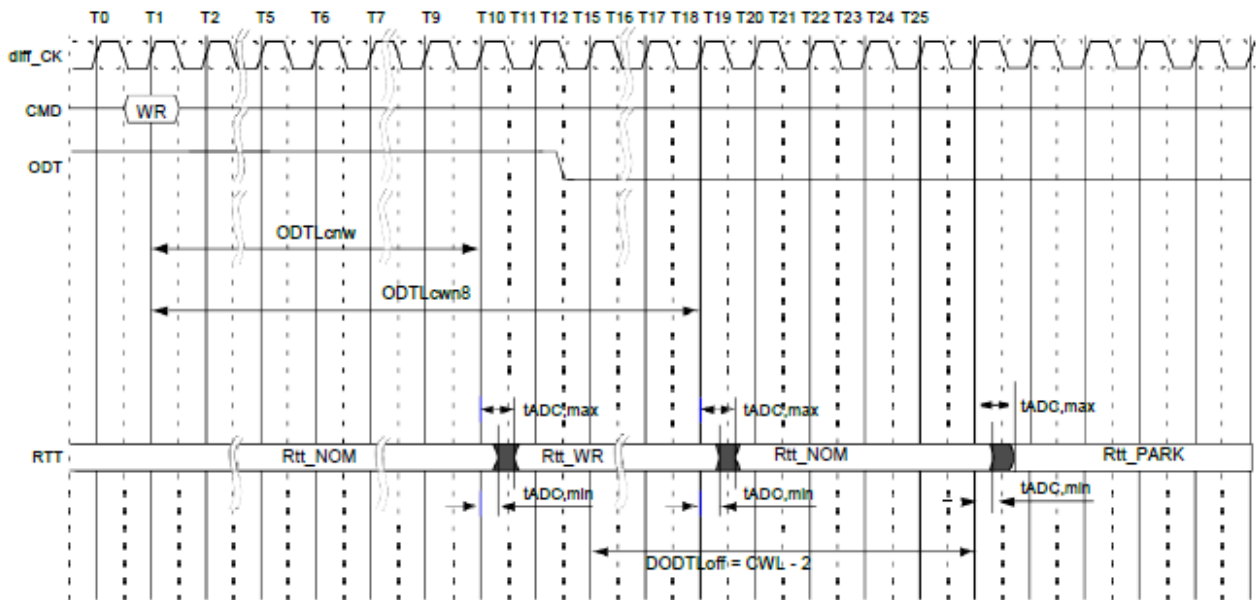 T0 T1 T2 T5 T6 T7 T9 T10 T11 T12 T15 T16 T17 T18 T19 T20 T21 T22 T23 T24 T25
diff_CK
CMD WR
ODT
ODTLcnw
ODTLcwn8
tADC,max tADC,max tADC,max
RTT Rtt_NOM Rtt_WR Rtt_NOM Rtt_PARK
tADC,min tADC,min tADC,min
DODTLoff = CWL - 2